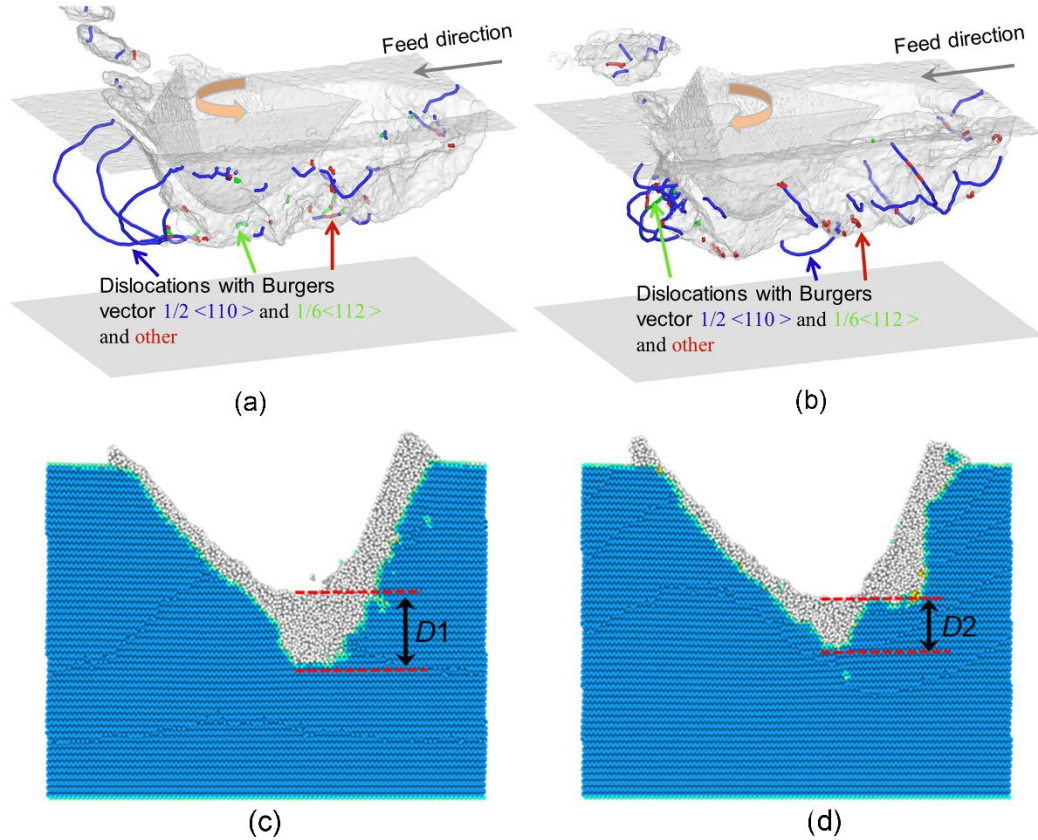 Feed direction
Dislocations with Burgers
vector 1/2 <110 > and 1/6<112 >
and other
(a)
Feed direction
Dislocations with Burgers
vector 1/2 <110 > and 1/6<112 >
and other
(b)
D1
(c)
D2
(d)